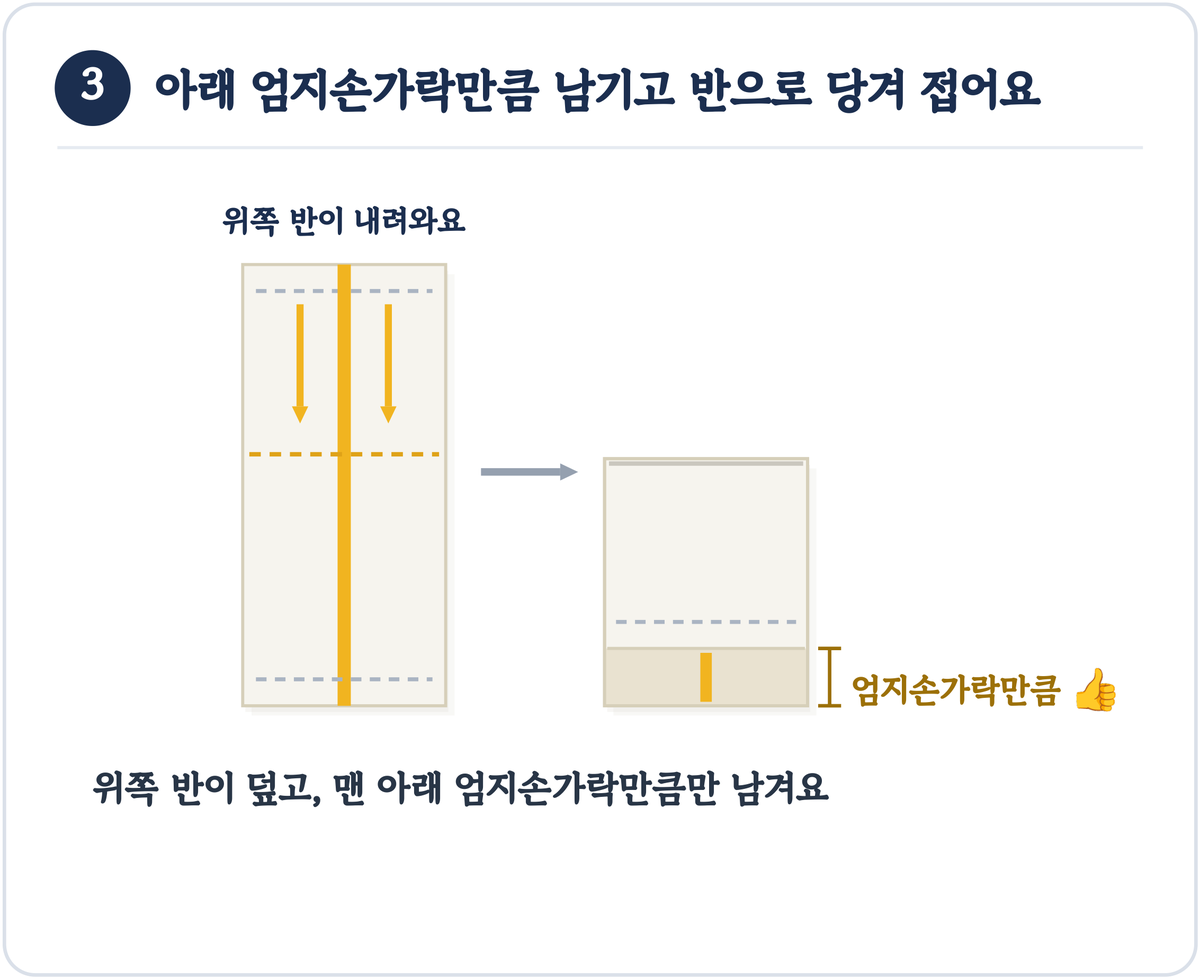 3 아래 엄지손가락만큼 남기고 반으로 당겨 접어요
위쪽 반이 내려와요
엄지손가락만큼 👍
위쪽 반이 덮고, 맨 아래 엄지손가락만큼만 남겨요